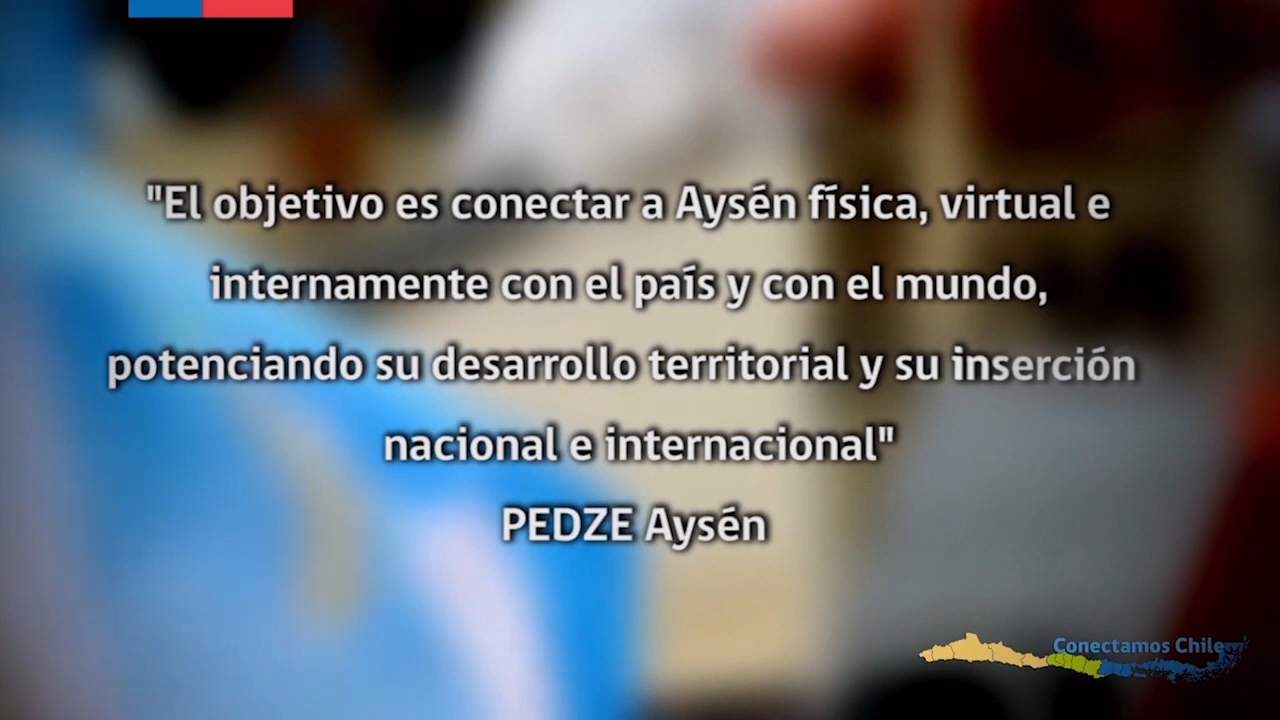 "El objetivo es conectar a Aysén física, virtual e
internamente con el país y con el mundo,
potenciando su desarrollo territorial y su inserción
nacional e internacional"
PEDZE Aysén
Conectamos Chile